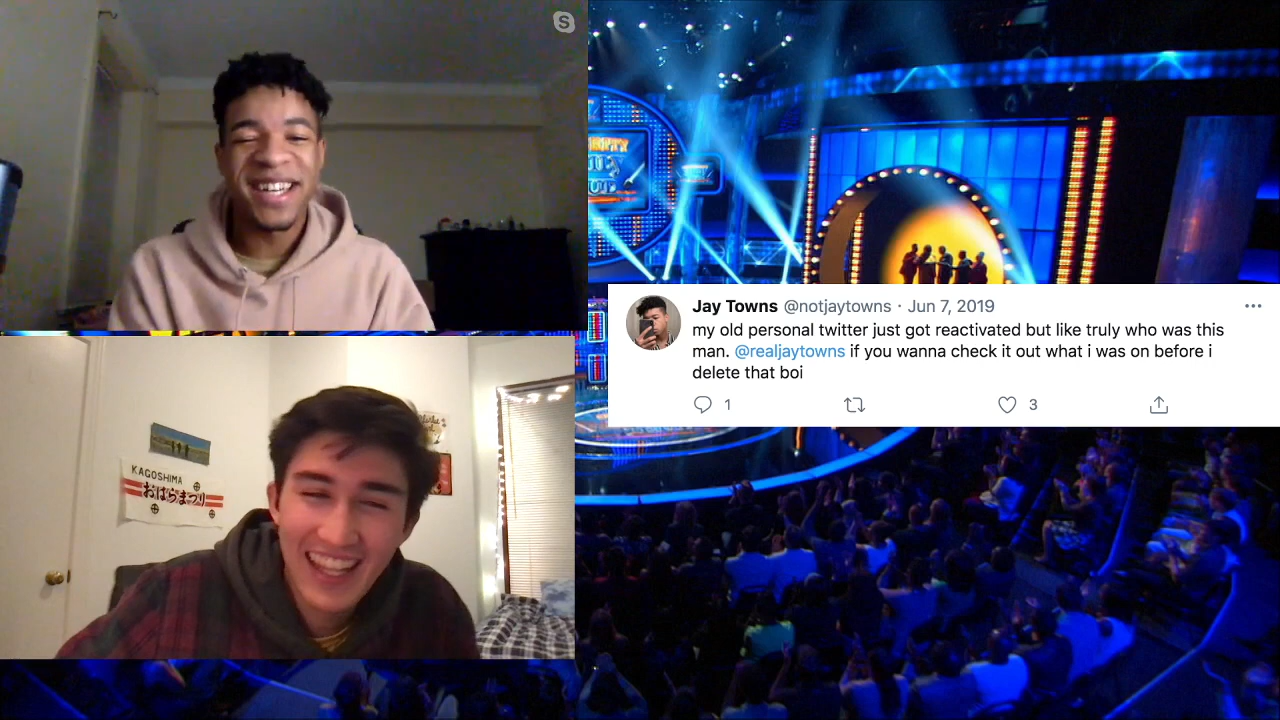 S
Jay Towns @notjaytowns · Jun 7, 2019
my old personal twitter just got reactivated but like truly who was this
man. @realjaytowns if you wanna check it out what i was on before i
delete that boi
1
3
KAGOSHIMA
おはらまつり